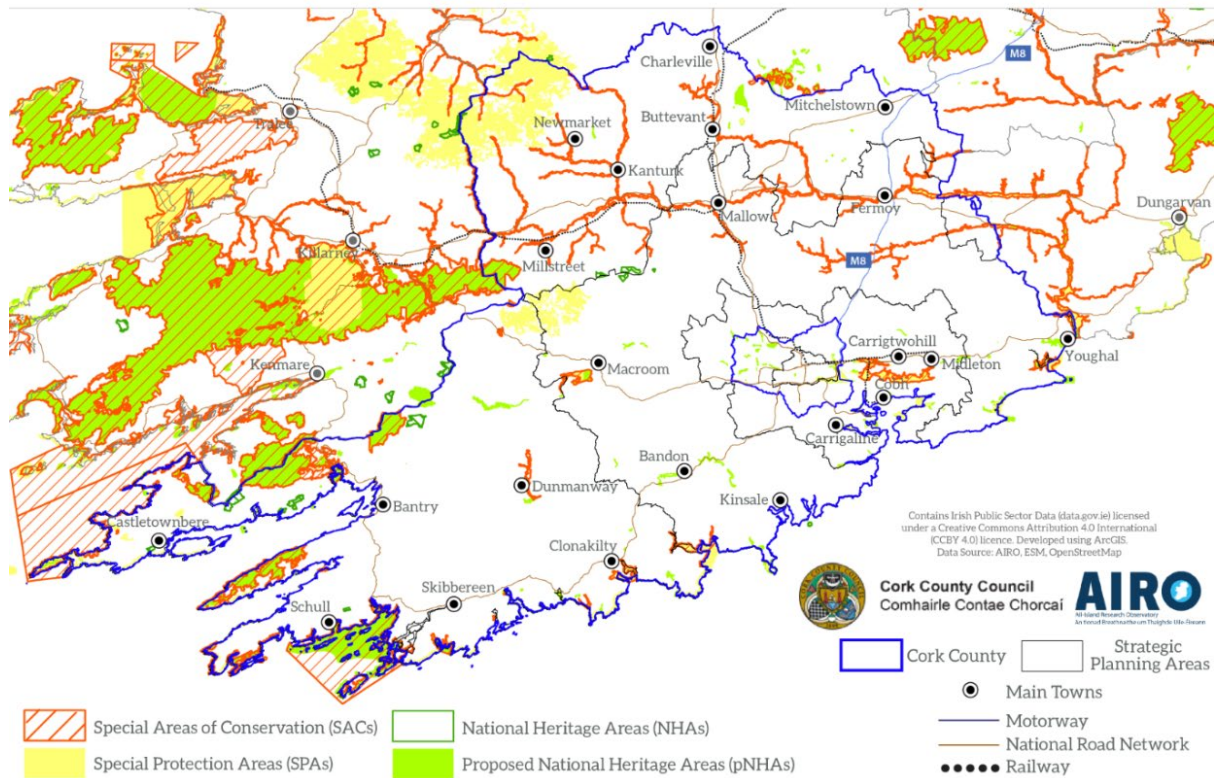 Charleville
M8
Mitchelstown
Tralee
Newmarket
Buttevant
Kanturk
Mallow
Fermoy
Dungarvan
Killarney
Millstreet
M8
Kenmare
Macroom
Carrigtwohill
Midleton
Youghal
Cobh
Carrigaline
Bandon
Dunmanway
Kinsale
Bantry
Castletownbere
Clonakilty
Skibbereen
Schull
Contains Irish Public Sector Data (data.gov.ie) licensed
under a Creative Commons Attribution 4.0 International
(CCBY 4.0) licence. Developed using ArcGIS.
Data Source: AIRO, ESM, OpenStreetMap
Cork County Council
Comhairle Contae Chorcaí
AIRO
All-Island Research Observatory
Cork County
Strategic
Planning Areas
Main Towns
Motorway
National Road Network
Railway
Special Areas of Conservation (SACs)
Special Protection Areas (SPAs)
National Heritage Areas (NHAs)
Proposed National Heritage Areas (pNHAs)